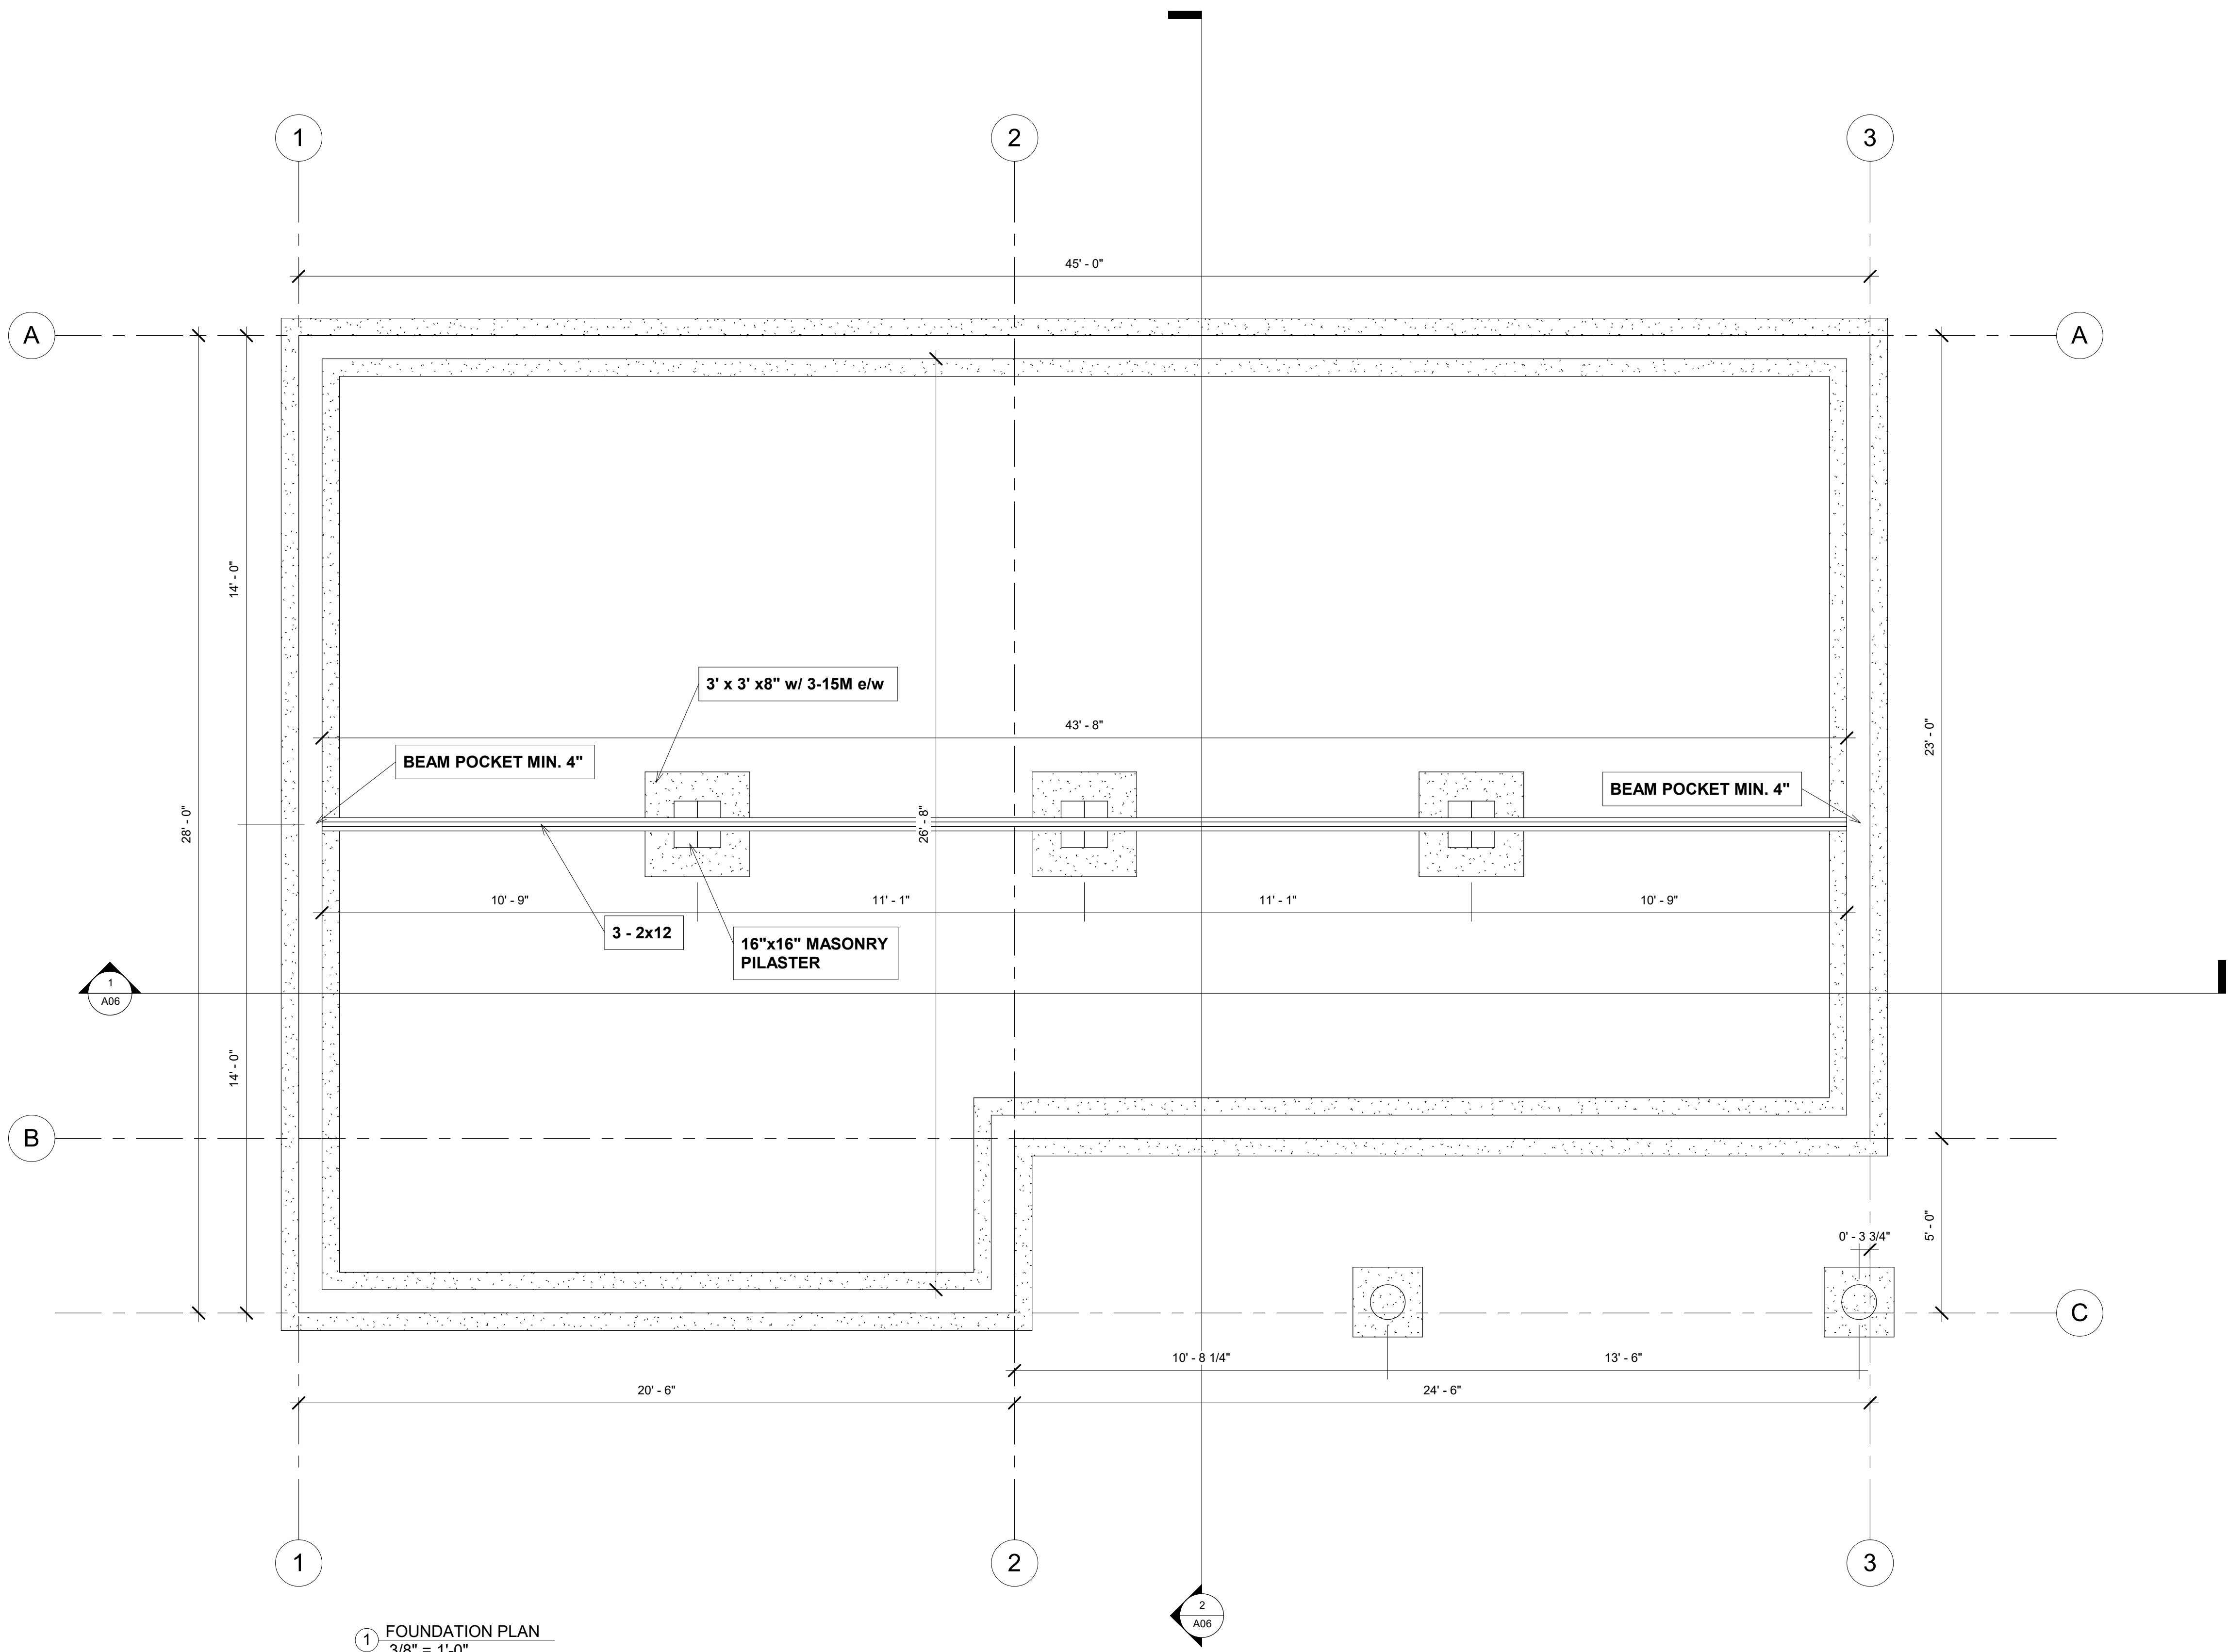 1
2
3
45' - 0"
A
A
14' - 0"
3' x 3' x8" w/ 3-15M e/w
43' - 8"
23' - 0"
BEAM POCKET MIN. 4"
BEAM POCKET MIN. 4"
28' - 0"
26' - 8"
10' - 9"
11' - 1"
11' - 1"
10' - 9"
3 - 2x12
16"x16" MASONRY
PILASTER
1
A06
14' - 0"
B
5' - 0"
0' - 3 3/4"
C
10' - 8 1/4"
13' - 6"
20' - 6"
24' - 6"
1
2
3
2
A06
1
FOUNDATION PLAN
3/8" = 1'-0"